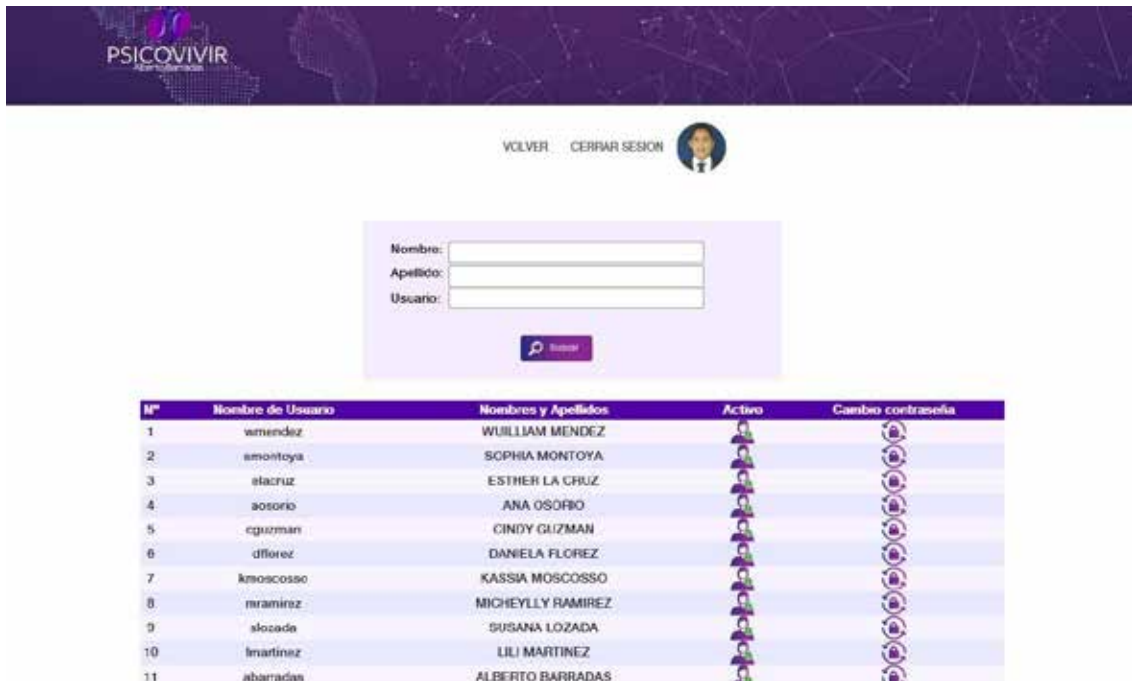 PSICOVIVIR
AlbertoBarradas
VOLVER CERRAR SESION
Nombre:
Apellido:
Usuario:
Buscar
Nº Nombre de Usuario Nombres y Apellidos Activo Cambio contraseña
1 wmendez WUILLIAM MENDEZ
2 smontoya SOPHIA MONTOYA
3 elacruz ESTHER LA CRUZ
4 aosorio ANA OSORIO
5 cguzman CINDY GUZMAN
6 dflorez DANIELA FLOREZ
7 kmoscosso KASSIA MOSCOSSO
8 mramirez MICHEYLLY RAMIREZ
9 slozada SUSANA LOZADA
10 lmartinez LILI MARTINEZ
11 abarradas ALBERTO BARRADAS